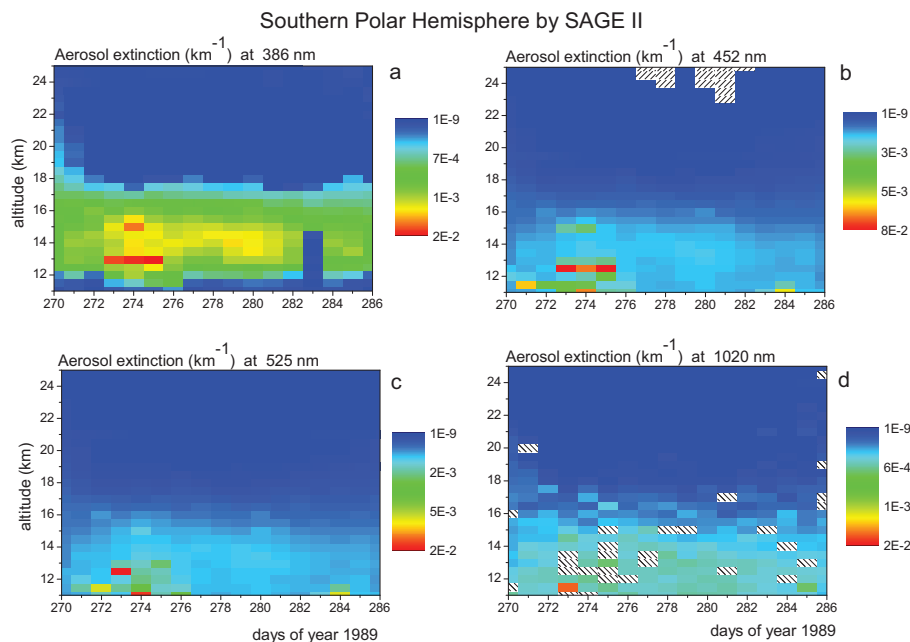 Southern Polar Hemisphere by SAGE II
Aerosol extinction (km-1) at 386 nm
a
24
22
20
18
16
14
12
altitude (km)
270 272 274 276 278 280 282 284 286
1E-9
7E-4
1E-3
2E-2
Aerosol extinction (km-1) at 452 nm
b
24
22
20
18
16
14
12
270 272 274 276 278 280 282 284 286
1E-9
3E-3
5E-3
8E-2
Aerosol extinction (km-1) at 525 nm
c
24
22
20
18
16
14
12
altitude (km)
270 272 274 276 278 280 282 284 286
days of year 1989
1E-9
2E-3
5E-3
2E-2
Aerosol extinction (km-1) at 1020 nm
d
24
22
20
18
16
14
12
270 272 274 276 278 280 282 284 286
days of year 1989
1E-9
6E-4
1E-3
2E-2